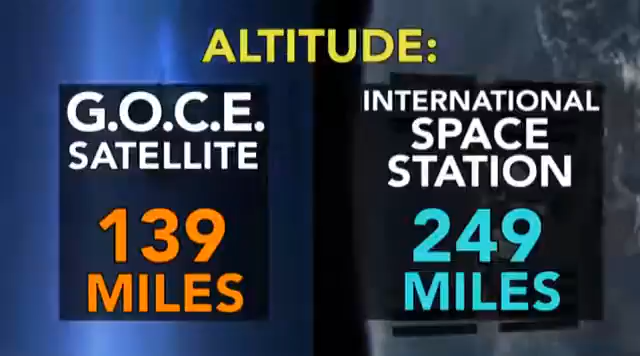 ALTITUDE:
G.O.C.E.
SATELLITE
139
MILES
INTERNATIONAL
SPACE
STATION
249
MILES